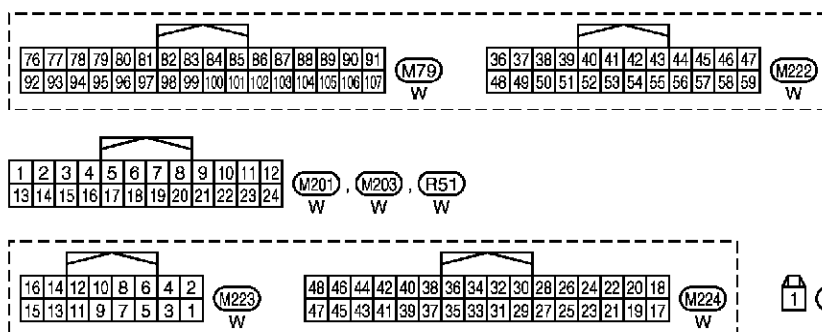 76 77 78 79 80 81 82 83 84 85 86 87 88 89 90 91
92 93 94 95 96 97 98 99 100 101 102 103 104 105 106 107
M79
W
36 37 38 39 40 41 42 43 44 45 46 47
48 49 50 51 52 53 54 55 56 57 58 59
M222
W
1 2 3 4 5 6 7 8 9 10 11 12
13 14 15 16 17 18 19 20 21 22 23 24
M201 , M203 , R51
W W W
16 14 12 10 8 6 4 2
15 13 11 9 7 5 3 1
M223
W
48 46 44 42 40 38 36 34 32 30 28 26 24 22 20 18
47 45 43 41 39 37 35 33 31 29 27 25 23 21 19 17
M224
W
1